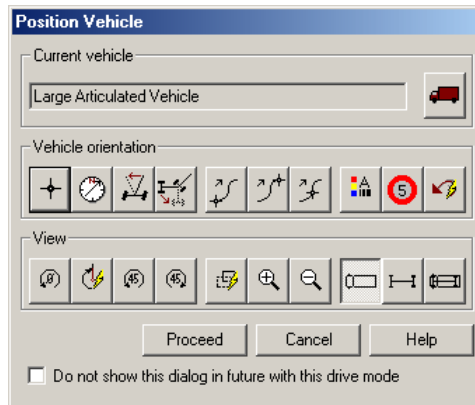 Position Vehicle
Current vehicle
Large Articulated Vehicle
Vehicle orientation
A
5
View
0
45
45
Proceed
Cancel
Help
Do not show this dialog in future with this drive mode